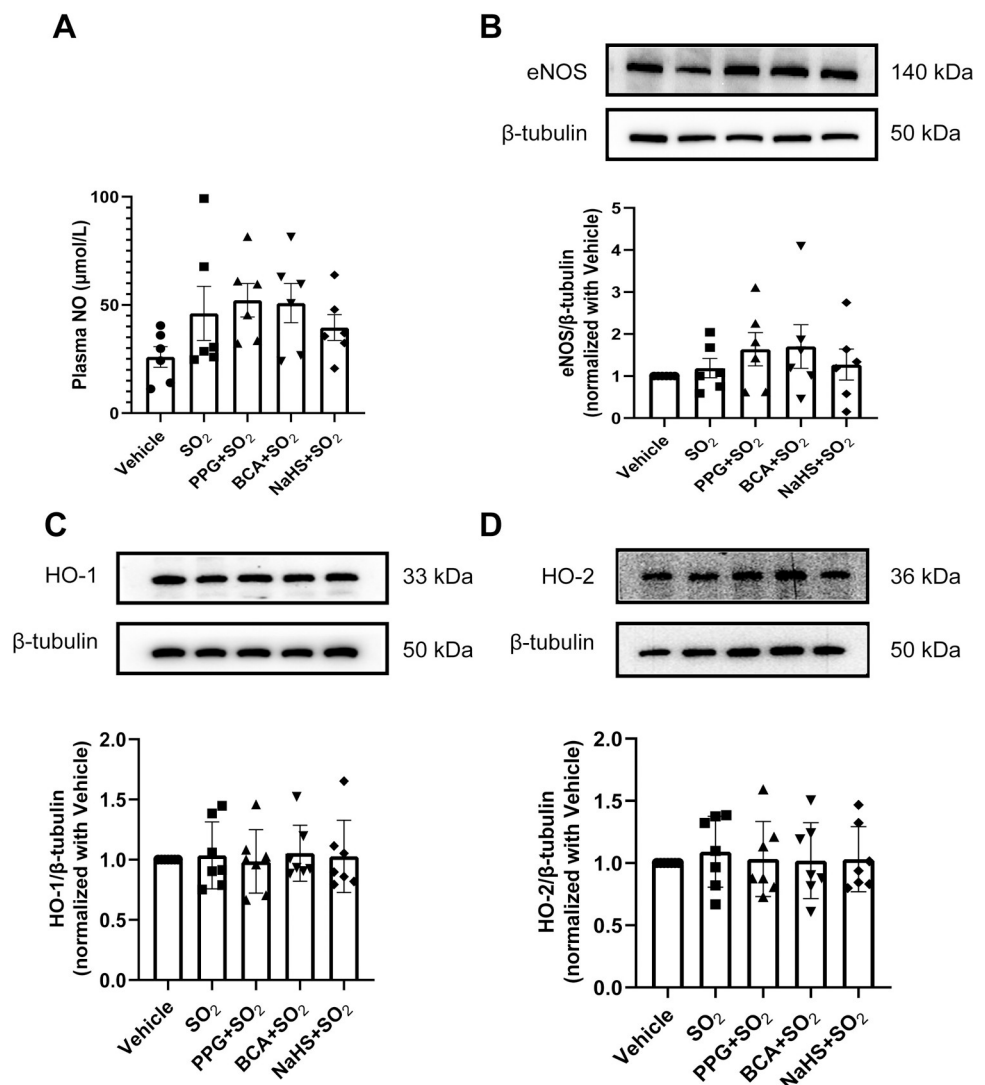 A
Plasma NO (μmol/L)
100
50
0
Vehicle
SO₂
PPG+SO₂
BCA+SO₂
NaHS+SO₂
B
eNOS
140 kDa
β-tubulin
50 kDa
eNOS/β-tubulin
(normalized with Vehicle)
5
4
3
2
1
0
Vehicle
SO₂
PPG+SO₂
BCA+SO₂
NaHS+SO₂
C
HO-1
33 kDa
β-tubulin
50 kDa
HO-1/β-tubulin
(normalized with Vehicle)
2.0
1.5
1.0
0.5
0.0
Vehicle
SO₂
PPG+SO₂
BCA+SO₂
NaHS+SO₂
D
HO-2
36 kDa
β-tubulin
50 kDa
HO-2/β-tubulin
(normalized with Vehicle)
2.0
1.5
1.0
0.5
0.0
Vehicle
SO₂
PPG+SO₂
BCA+SO₂
NaHS+SO₂